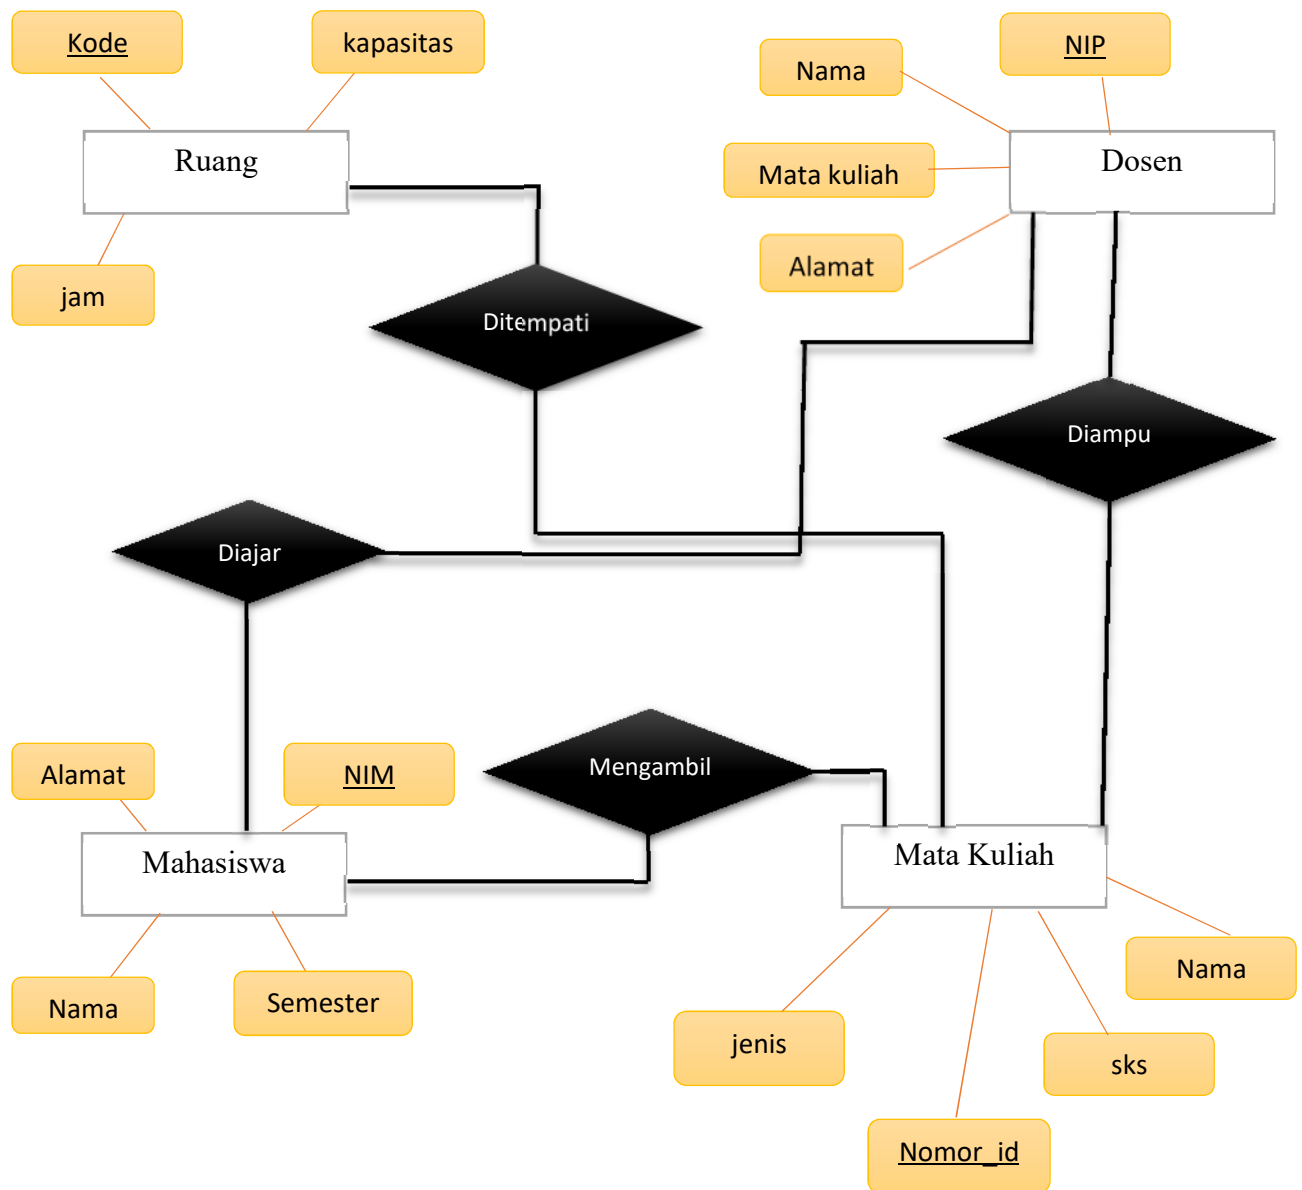 Kode
kapasitas
NIP
Nama
Ruang
Dosen
Mata kuliah
Alamat
jam
Ditempati
Diampu
Diajar
Mengambil
Alamat
NIM
Mahasiswa
Mata Kuliah
Nama
Semester
Nama
jenis
sks
Nomor_id